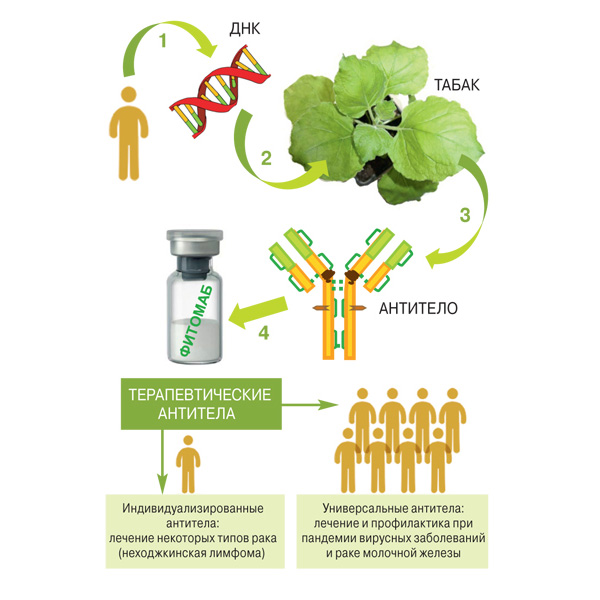 1
ДНК
ТАБАК
2
3
ФИТОМАБ
4
АНТИТЕЛО
ТЕРАПЕВТИЧЕСКИЕ
АНТИТЕЛА
Индивидуализированные
антитела:
лечение некоторых типов рака
(неходжкинская лимфома)
Универсальные антитела:
лечение и профилактика при
пандемии вирусных заболеваний
и раке молочной железы